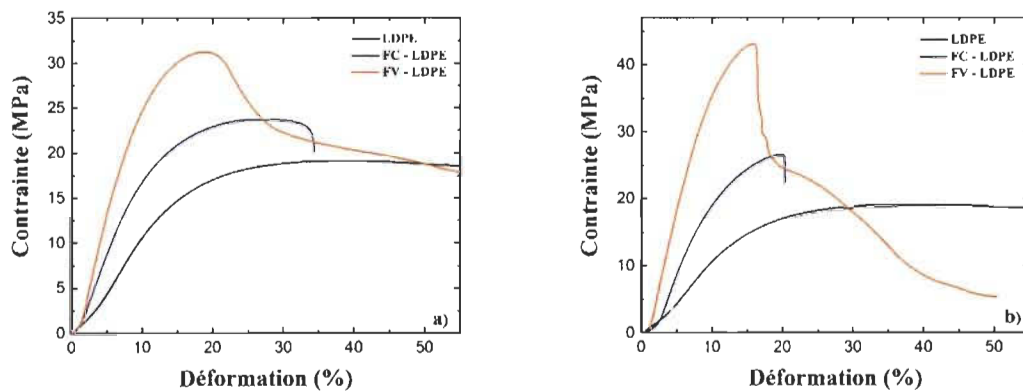 Contrainte (MPa)
35
30
25
20
15
10
5
0
LDPE
FC - LDPE
FV - LDPE
a)
0
10
20
30
40
50
Déformation (%)
Contrainte (MPa)
40
30
20
10
0
LDPE
FC - LDPE
FV - LDPE
b)
0
10
20
30
40
50
Déformation (%)